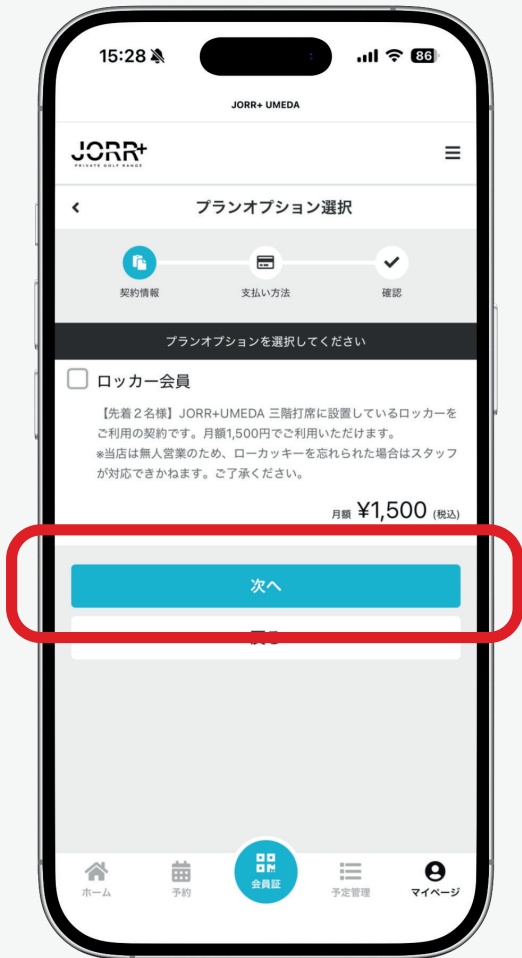 15:28
86
JORR+ UMEDA
JORR+
PRIVATE GOLF RANGE
プランオプション選択
契約情報
支払い方法
確認
プランオプションを選択してください
ロッカー会員
【先着２名様】JORR+UMEDA 三階打席に設置しているロッカーを
ご利用の契約です。月額1,500円でご利用いただけます。
※当店は無人営業のため、ローカッキーを忘れられた場合はスタッフ
が対応できかねます。ご了承ください。
月額 ¥1,500 (税込)
次へ
ホーム
予約
会員証
予定管理
マイページ